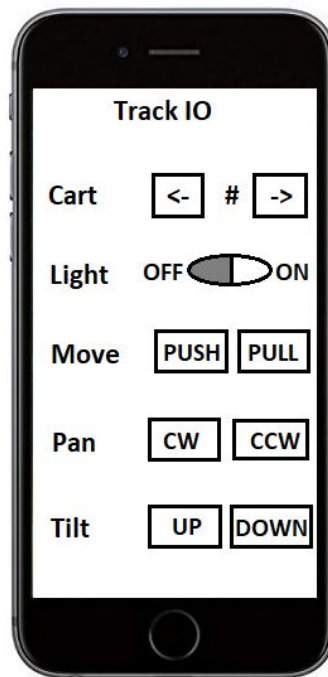 Track IO
Cart <- # ->
Light OFF ON
Move PUSH PULL
Pan CW CCW
Tilt UP DOWN